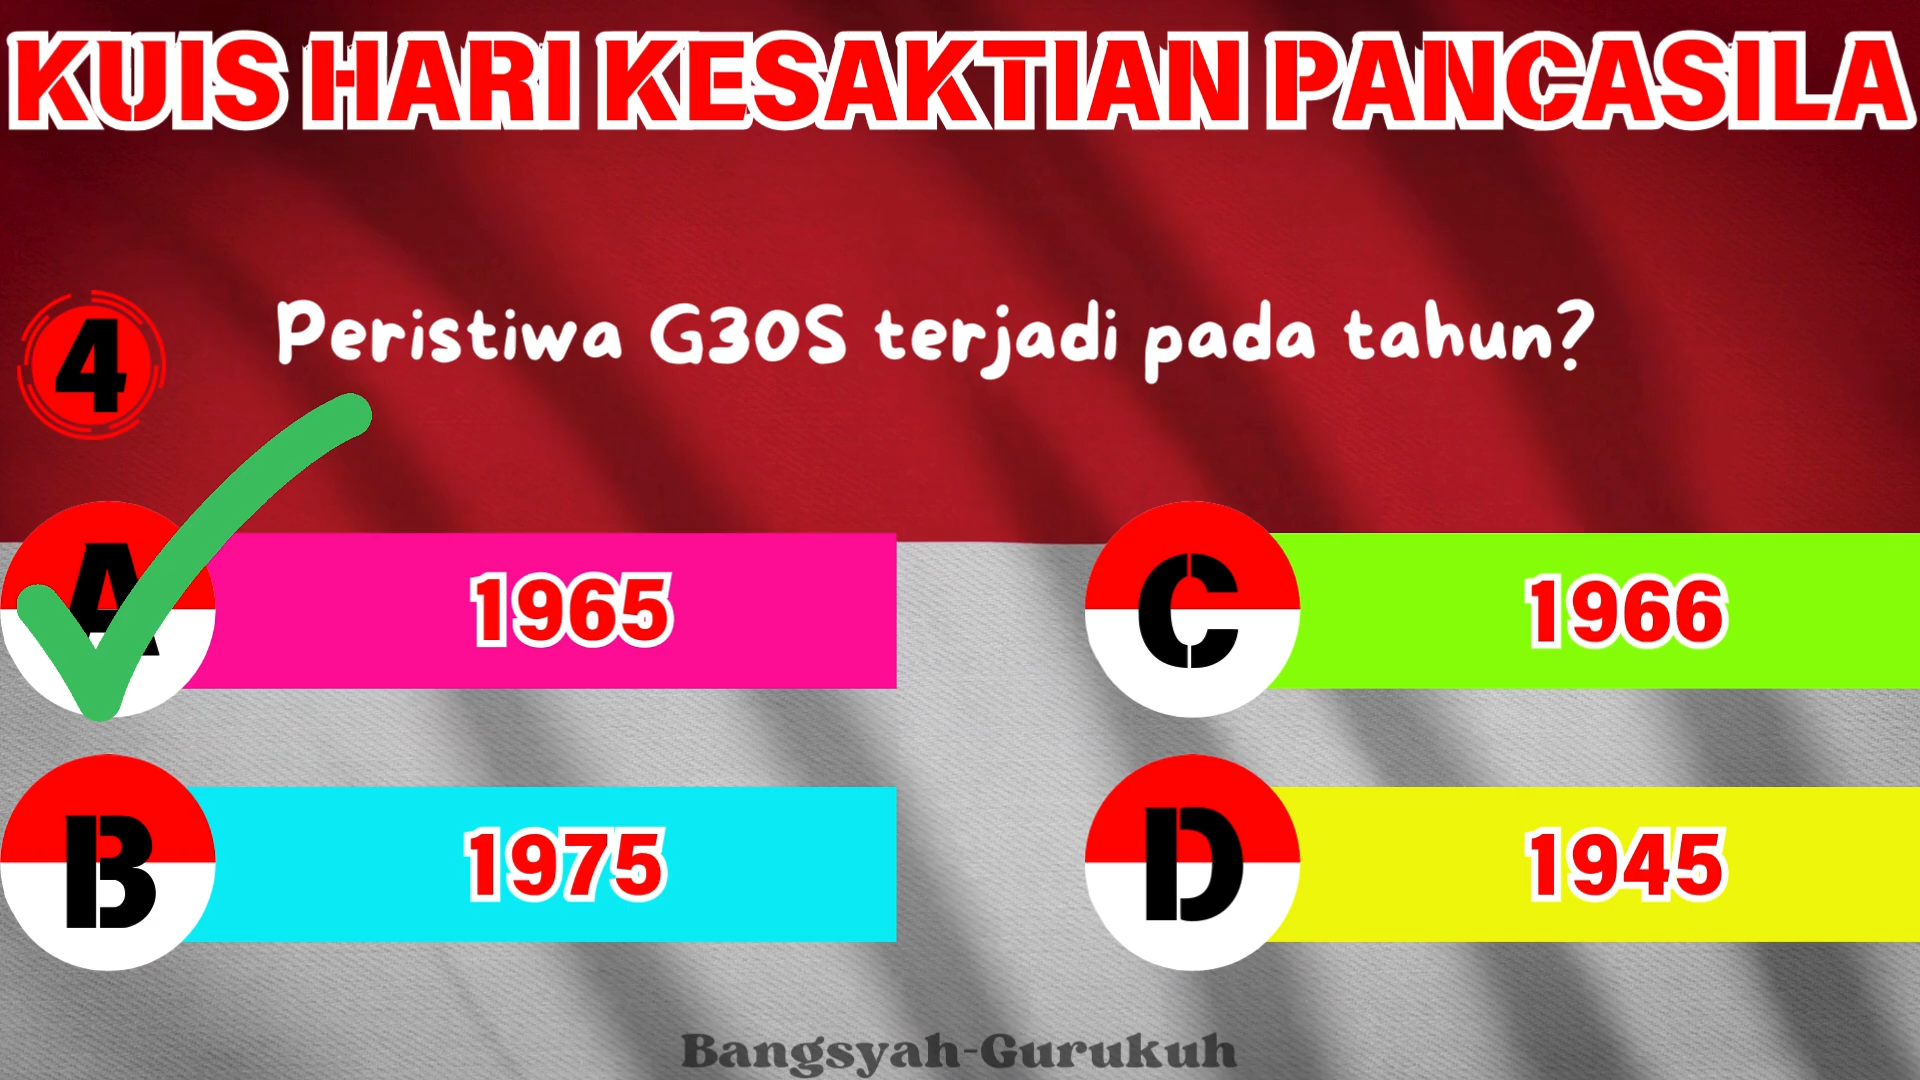 KUIS HARI KESAKTIAN PANCASILA
4
Peristiwa G30S terjadi pada tahun?
A
1965
B
1975
C
1966
D
1945
Bangsyah-Gurukuh